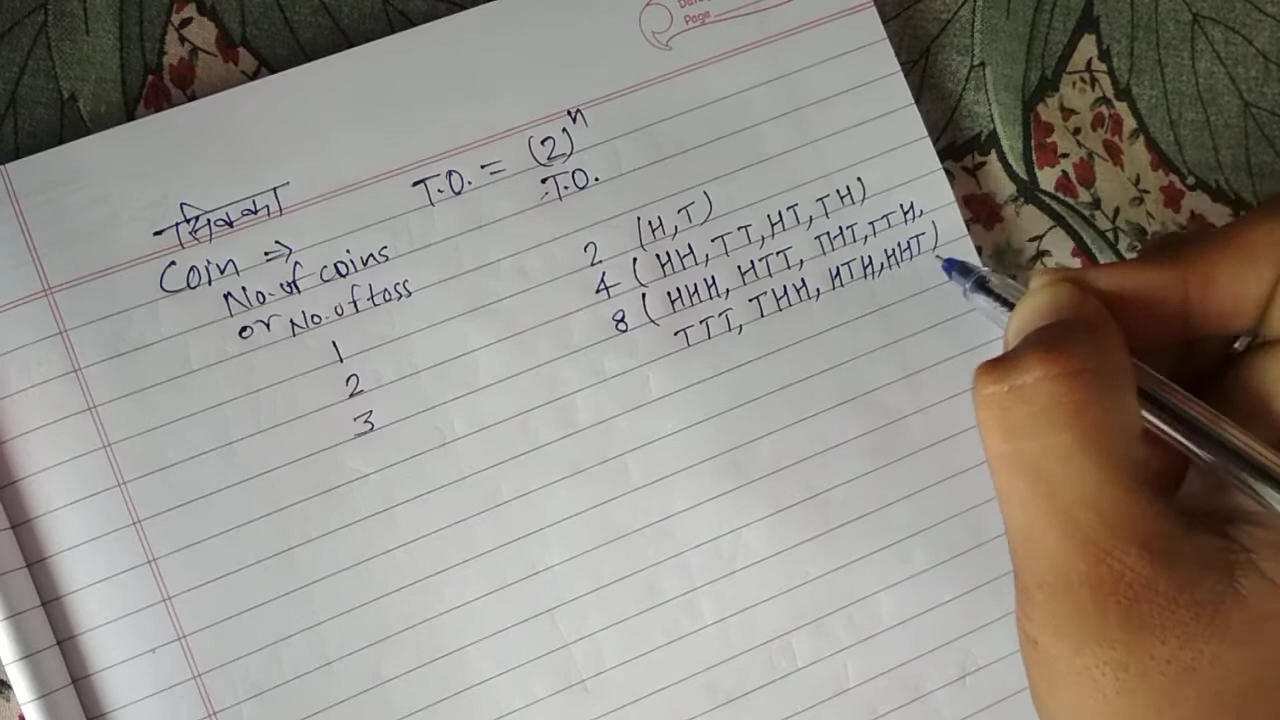 Page
T.O. = (2)ⁿ
सिक्का
Coin ⇒
No. of coins
or No. of toss
T.O.
1
2 (H,T)
2
4 (HH, TT, HT, TH)
3
8 (HHH, HTT, THT, TTH,
TTT, THH, HTH, HHT)